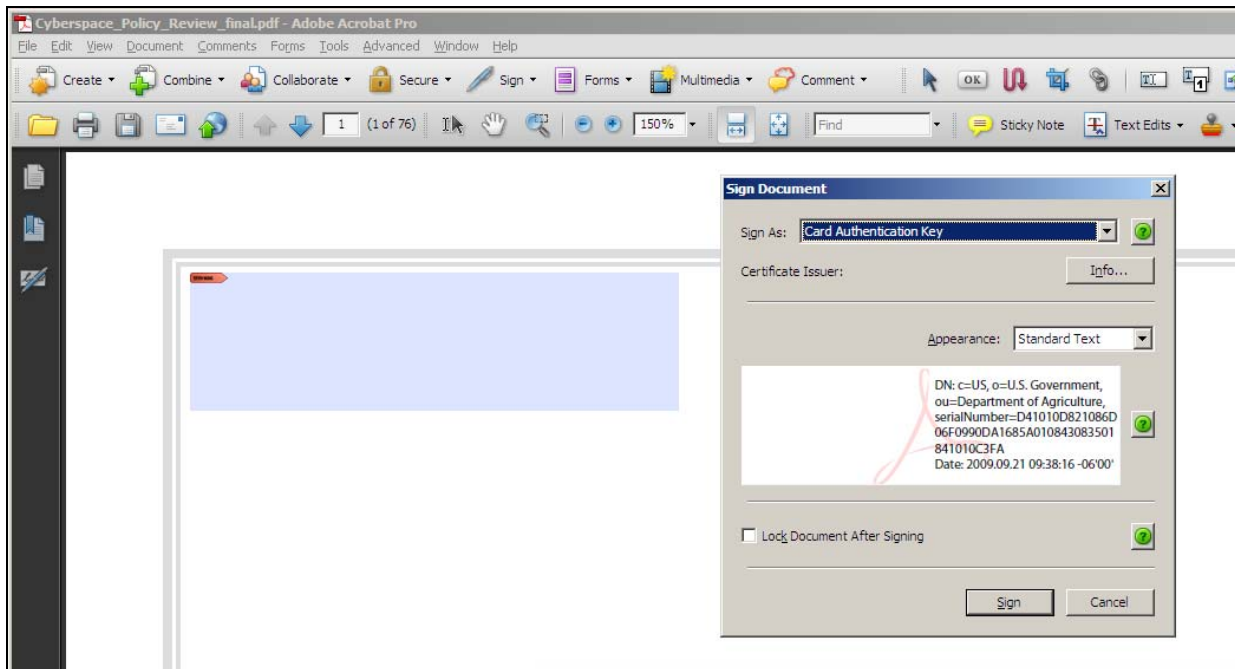 Cyberspace_Policy_Review_final.pdf - Adobe Acrobat Pro
File Edit View Document Comments Forms Tools Advanced Window Help
Create Combine Collaborate Secure Sign Forms Multimedia Comment OK
1 (1 of 76) 150% Find Sticky Note Text Edits
Sign Document
Sign As: Card Authentication Key
Certificate Issuer: Info...
Appearance: Standard Text
DN: c=US, o=U.S. Government,
ou=Department of Agriculture,
serialNumber=D41010D821086D
06F0990DA1685A010843083501
841010C3FA
Date: 2009.09.21 09:38:16 -06'00'
Lock Document After Signing
Sign Cancel